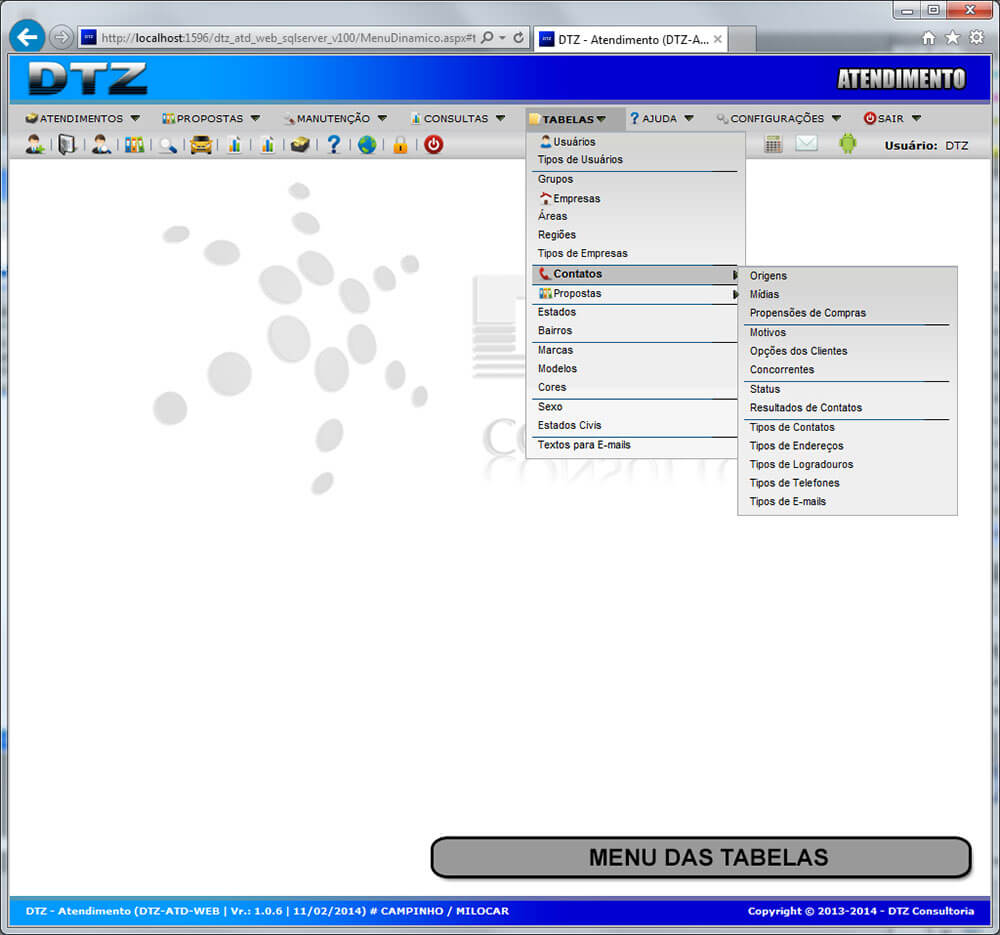 http://localhost:1596/dtz_atd_web_sqlserver_v100/MenuDinamico.aspx#t
DTZ - Atendimento (DTZ-A...
DTZ
ATENDIMENTO
ATENDIMENTOS
PROPOSTAS
MANUTENÇÃO
CONSULTAS
TABELAS
AJUDA
CONFIGURAÇÕES
SAIR
Usuário: DTZ
Usuários
Tipos de Usuários
Grupos
Empresas
Áreas
Regiões
Tipos de Empresas
Contatos
Propostas
Estados
Bairros
Marcas
Modelos
Cores
Sexo
Estados Civis
Textos para E-mails
Origens
Mídias
Propensões de Compras
Motivos
Opções dos Clientes
Concorrentes
Status
Resultados de Contatos
Tipos de Contatos
Tipos de Endereços
Tipos de Logradouros
Tipos de Telefones
Tipos de E-mails
MENU DAS TABELAS
DTZ - Atendimento (DTZ-ATD-WEB | Vr.: 1.0.6 | 11/02/2014) # CAMPINHO / MILOCAR
Copyright © 2013-2014 - DTZ Consultoria